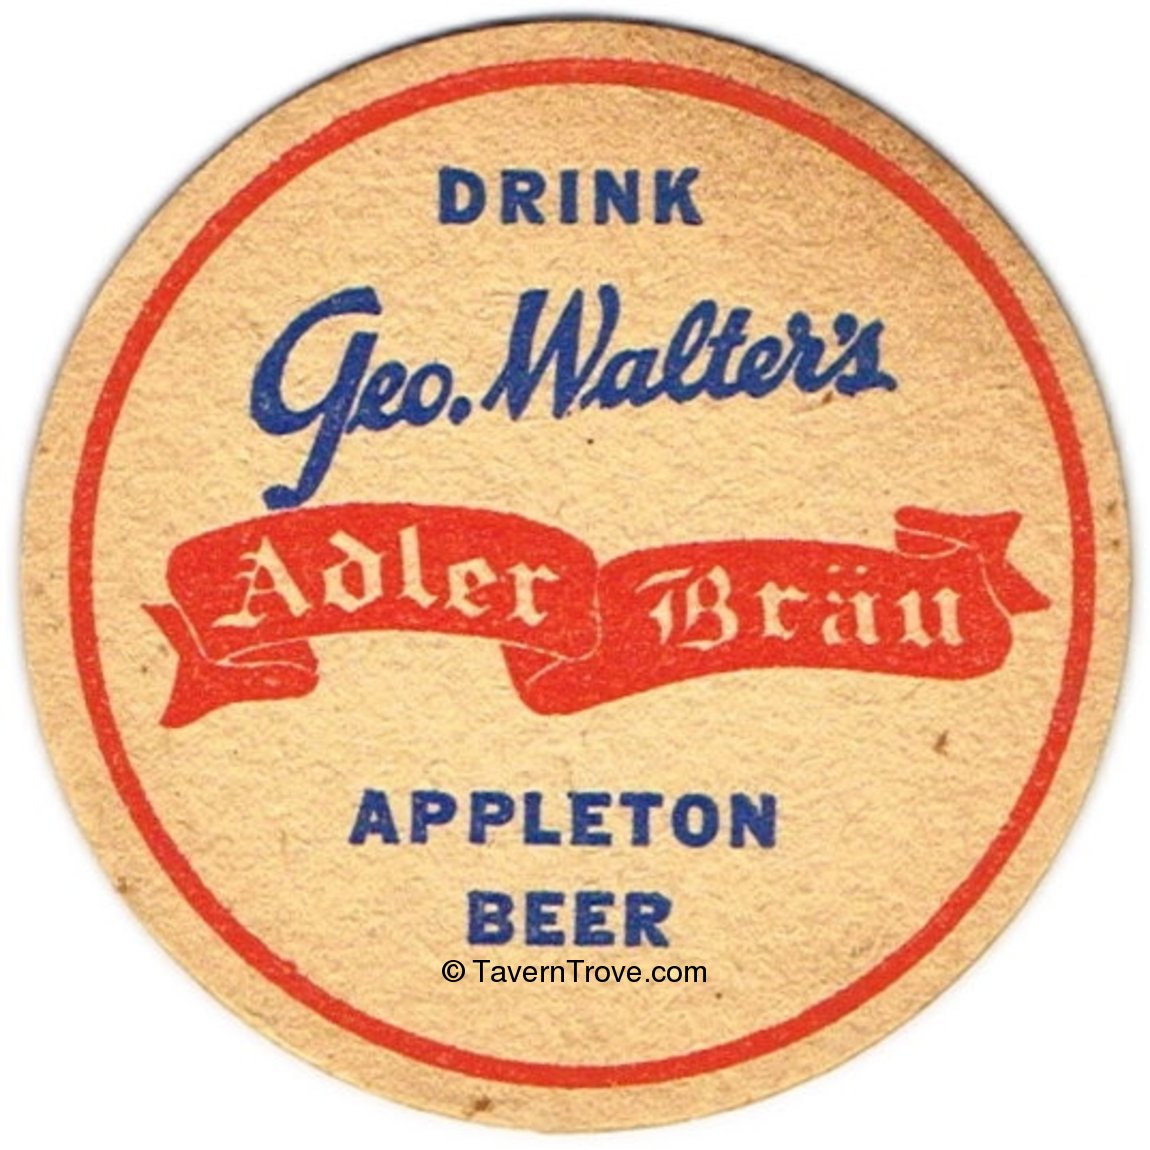 DRINK
Geo. Walter's
Adler Bräu
APPLETON
BEER
© TavernTrove.com